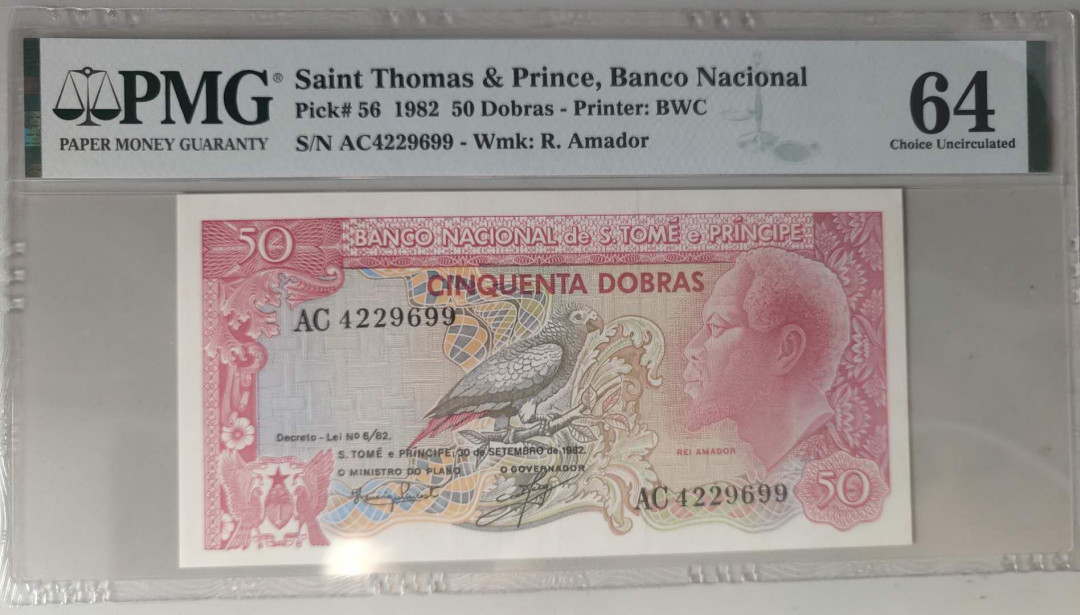 PMG®
PAPER MONEY GUARANTY
Saint Thomas & Prince, Banco Nacional
Pick# 56 1982 50 Dobras - Printer: BWC
S/N AC4229699 - Wmk: R. Amador
64
Choice Uncirculated
50
BANCO NACIONAL de S. TOMÉ e PRÍNCIPE
CINQUENTA DOBRAS
AC 4229699
Decreto - Lei Nº 6/82.
S. TOMÉ e PRÍNCIPE, 30 de SETEMBRO de 1982.
O MINISTRO DO PLANO
O GOVERNADOR
REI AMADOR
AC 4229699
50